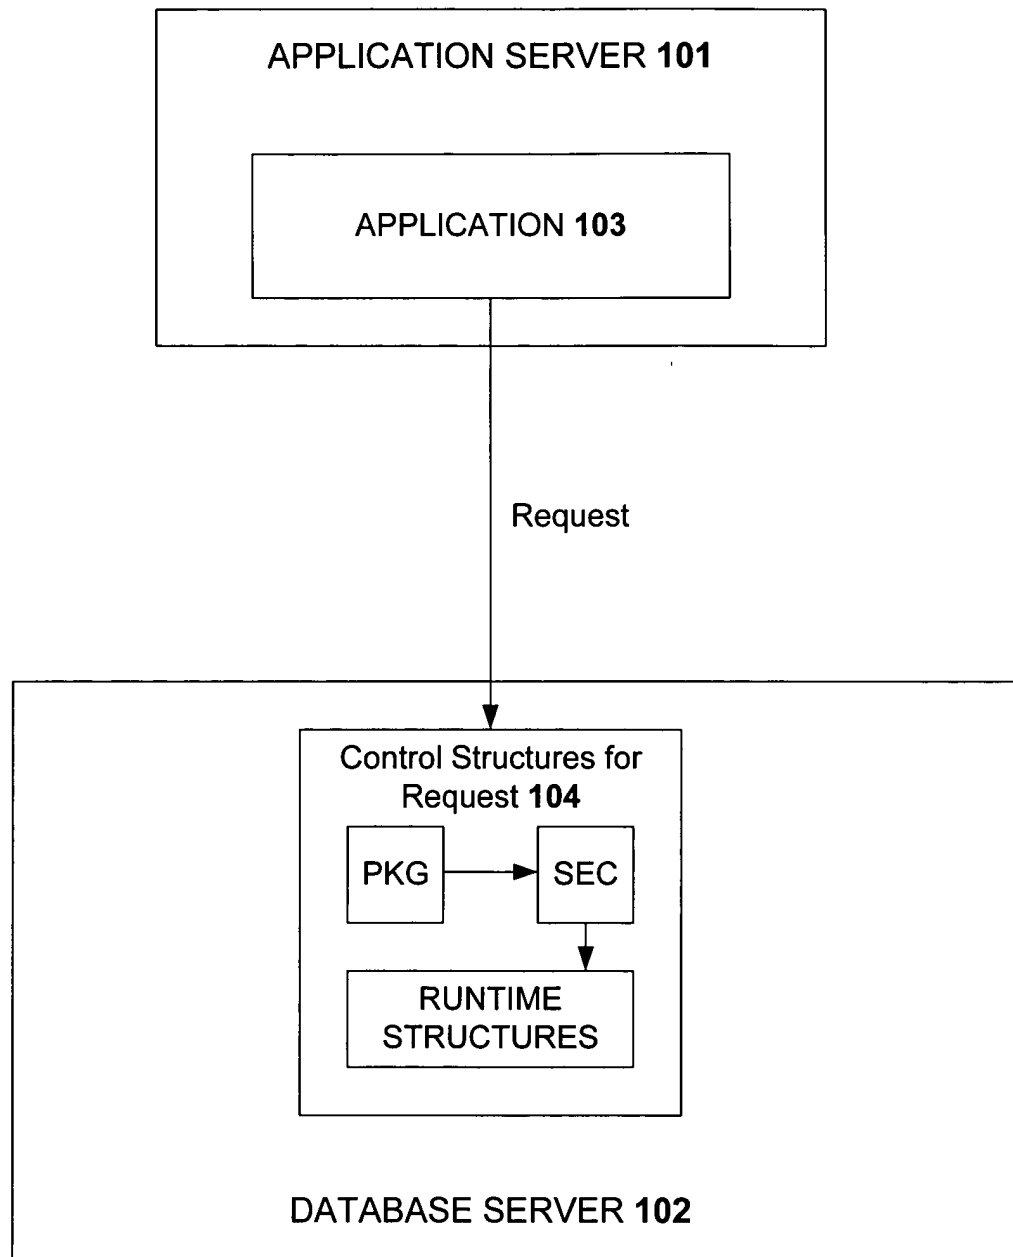 APPLICATION SERVER 101
APPLICATION 103
Request
Control Structures for
Request 104
PKG
SEC
RUNTIME
STRUCTURES
DATABASE SERVER 102